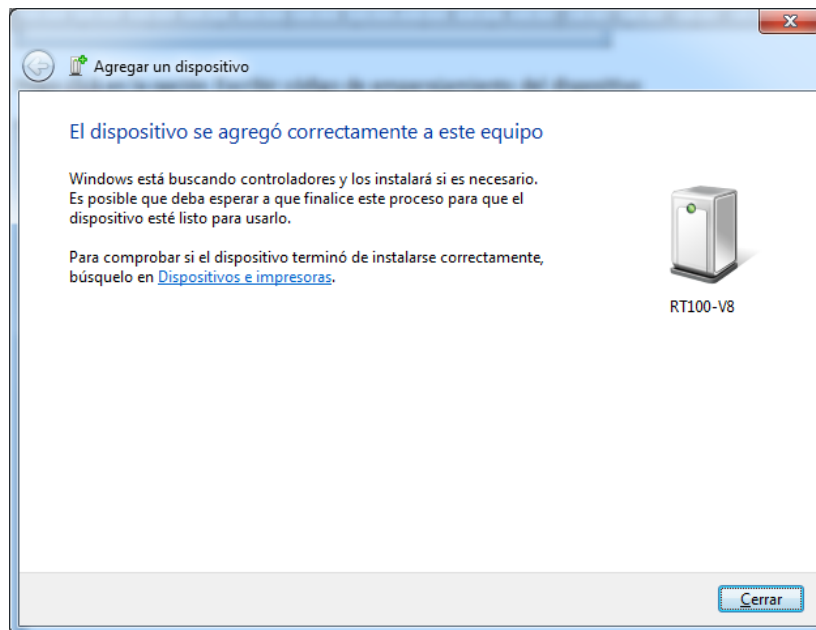 Agregar un dispositivo
El dispositivo se agregó correctamente a este equipo
Windows está buscando controladores y los instalará si es necesario.
Es posible que deba esperar a que finalice este proceso para que el
dispositivo esté listo para usarlo.
Para comprobar si el dispositivo terminó de instalarse correctamente,
búsquelo en Dispositivos e impresoras.
RT100-V8
Cerrar